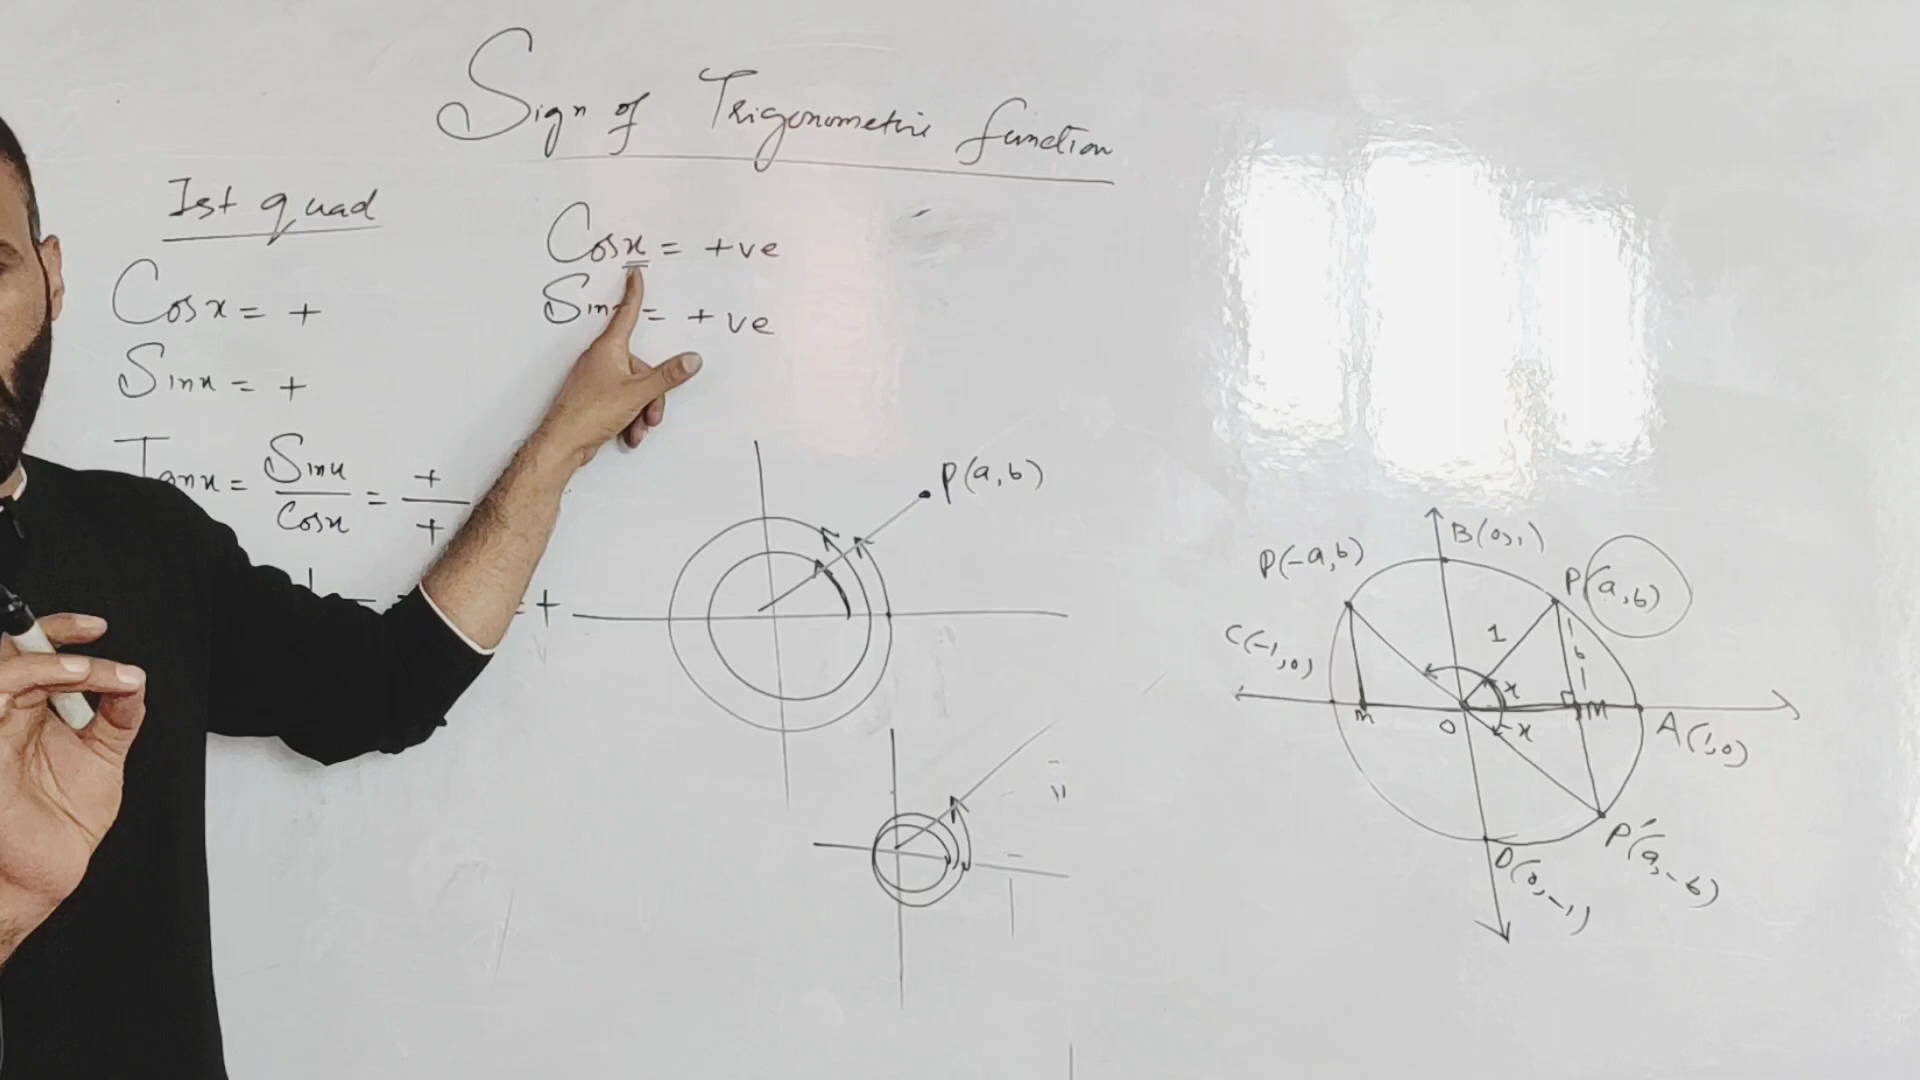 Sign of Trigonometric function
Ist quad
Cosx = +
Sinx = +
Tanx = Sinx/Cosx = +/+
= +
Cosx = +ve
Sinx = +ve
P(a,b)
B(0,1)
P(-a,b)
P(a,b)
C(-1,0)
1
b
x
m
O
x
M
A(1,0)
P'(a,-b)
D(0,-1)